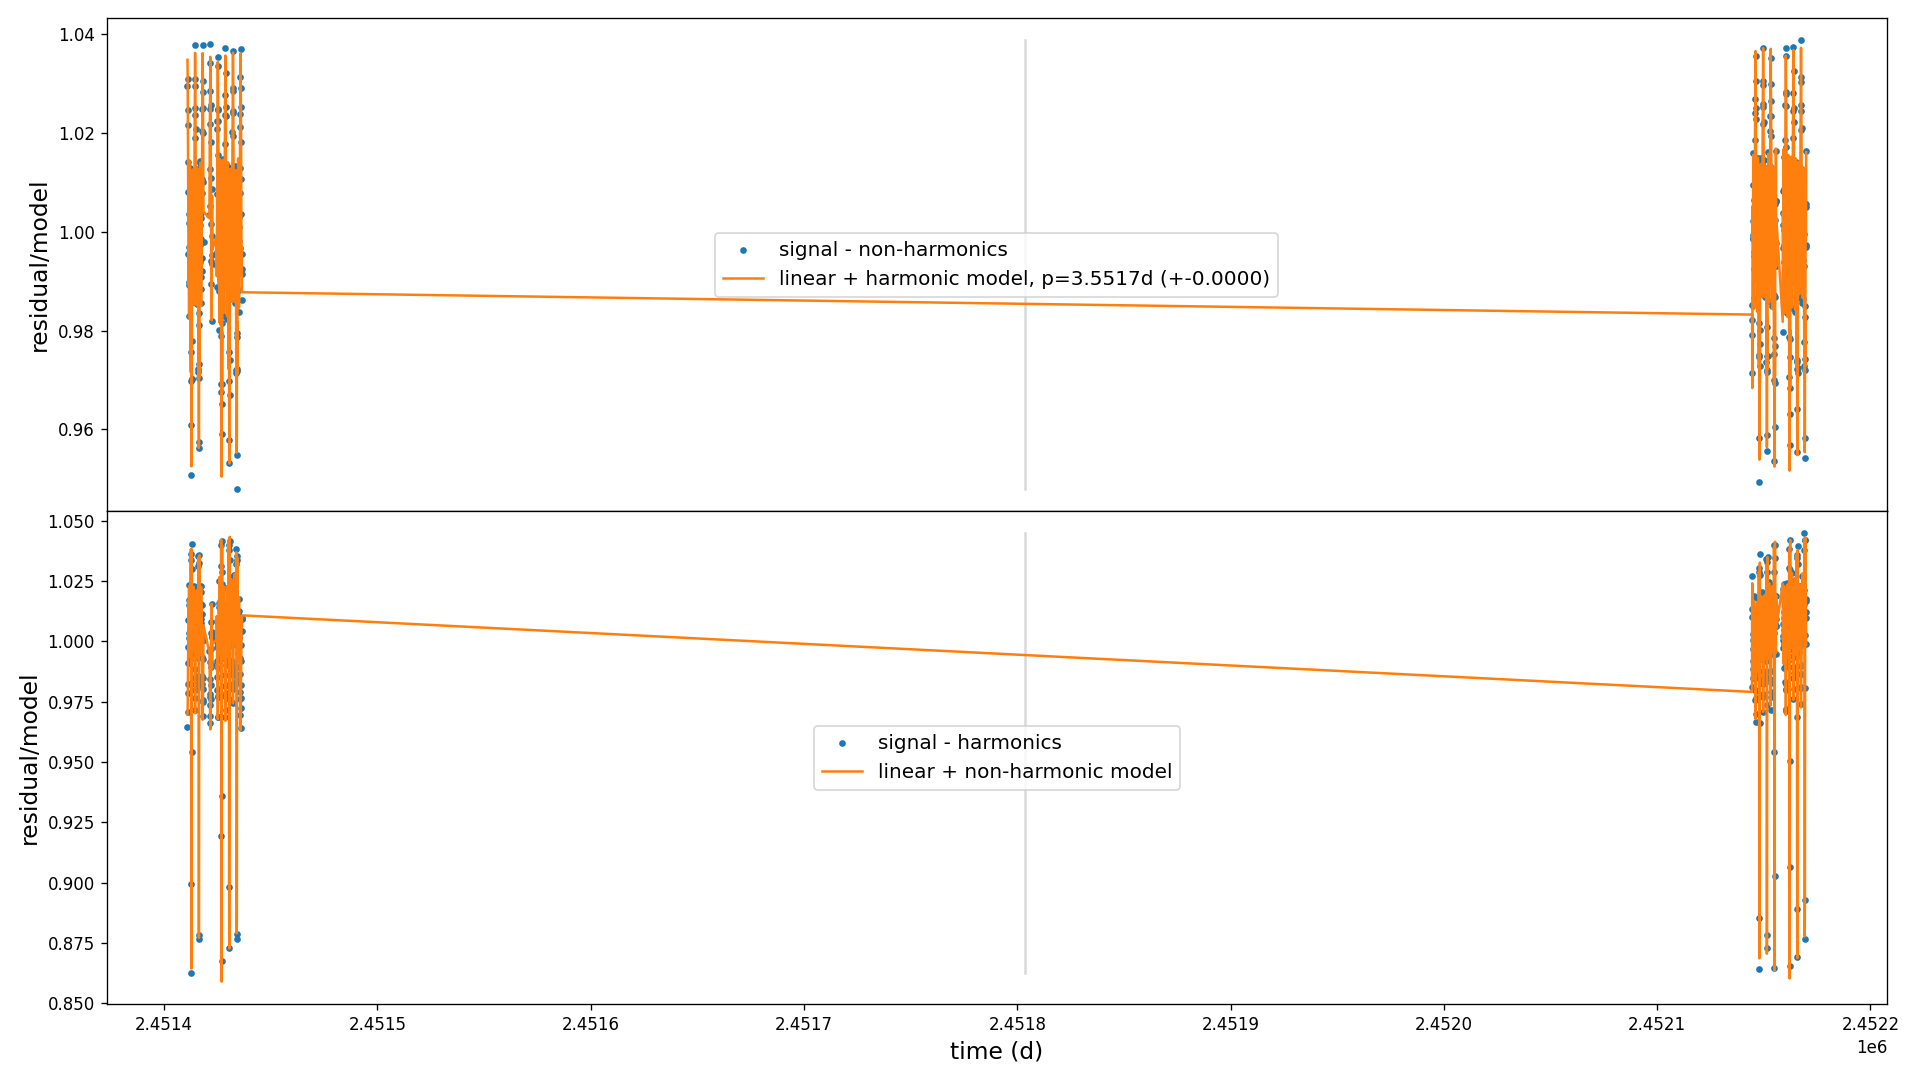 1.04
1.02
1.00
0.98
0.96
residual/model
signal - non-harmonics
linear + harmonic model, p=3.5517d (+-0.0000)
1.050
1.025
1.000
0.975
0.950
0.925
0.900
0.875
0.850
residual/model
signal - harmonics
linear + non-harmonic model
2.4514 2.4515 2.4516 2.4517 2.4518 2.4519 2.4520 2.4521 2.4522
1e6
time (d)